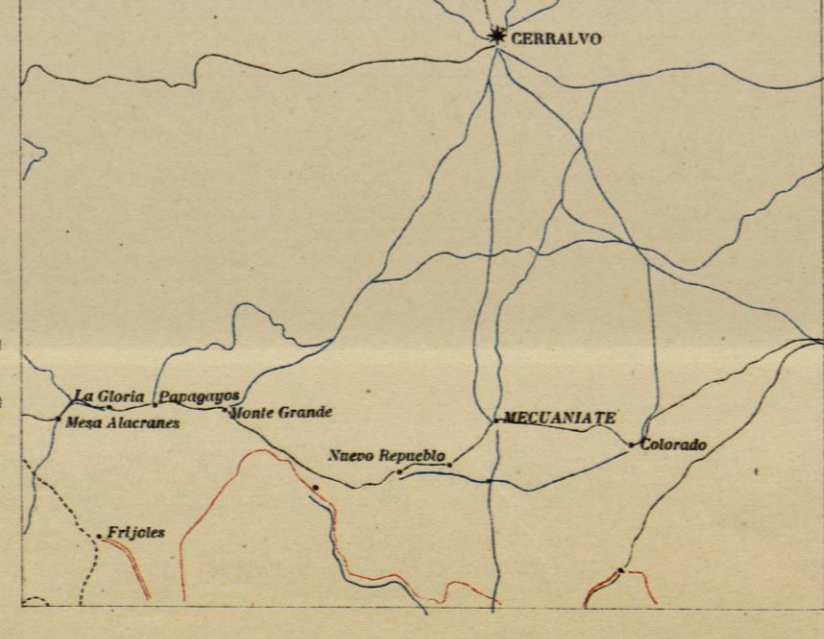 CERRALVO
La Gloria
Papagayos
Mesa Alacranes
Monte Grande
MECUANIATE
Nuevo Repueblo
Colorado
Frijoles